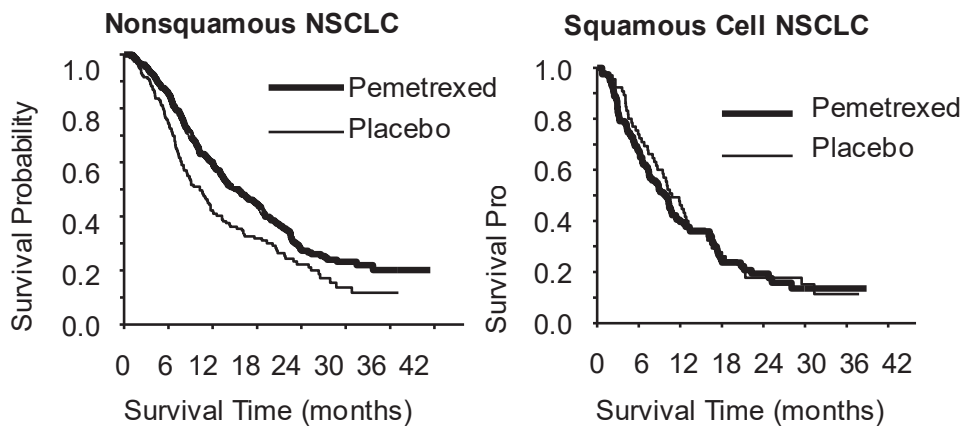 Nonsquamous NSCLC
Survival Probability
1.0
0.8
0.6
0.4
0.2
0.0
Pemetrexed
Placebo
0 6 12 18 24 30 36 42
Survival Time (months)
Squamous Cell NSCLC
Survival Pro
1.0
0.8
0.6
0.4
0.2
0.0
Pemetrexed
Placebo
0 6 12 18 24 30 36 42
Survival Time (months)